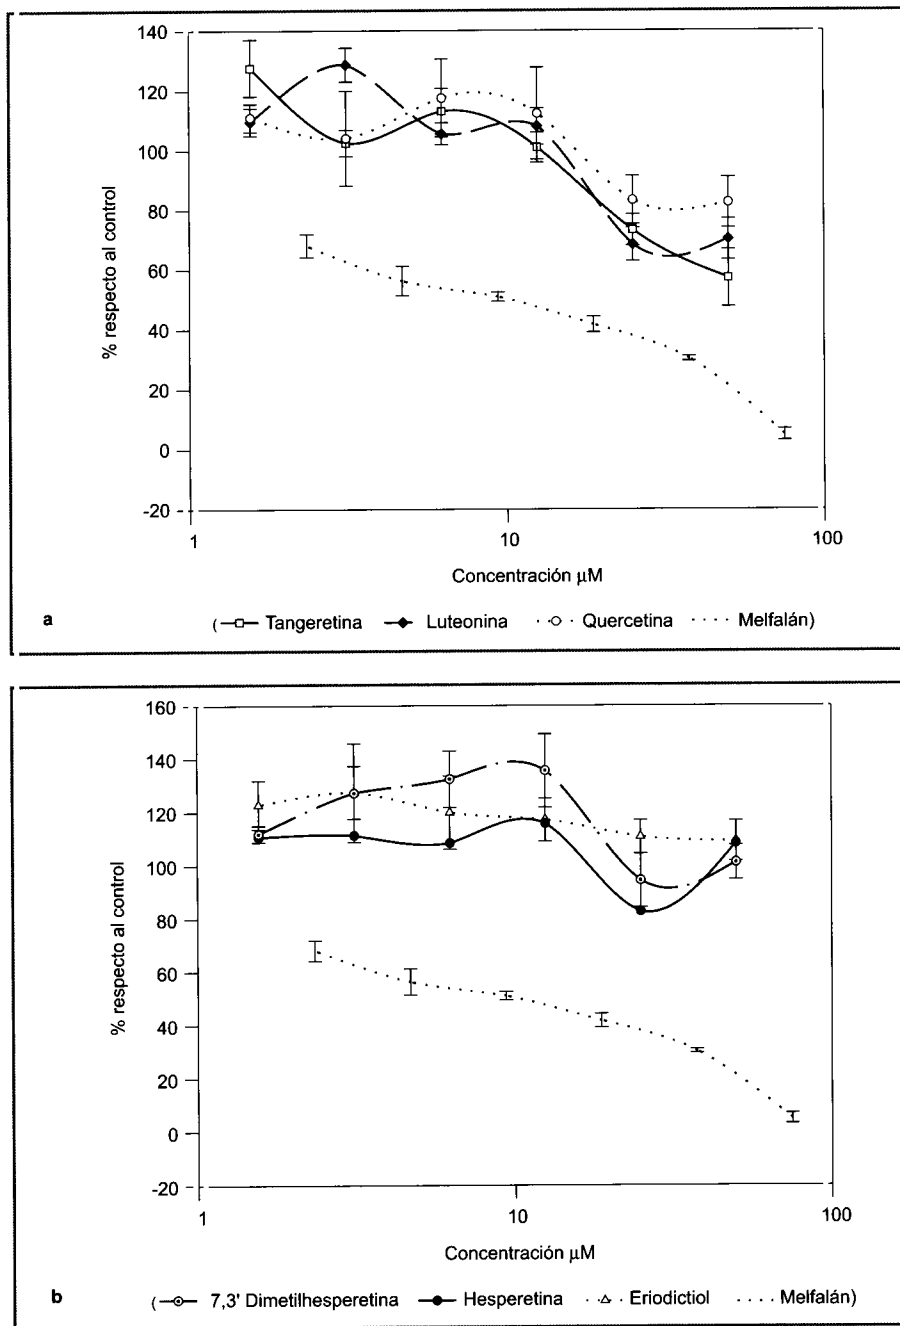 140
120
100
80
60
40
20
0
-20
% respecto al control
1 10 100
Concentración µM
a (Tangeretina Luteonina Quercetina Melfalán)
160
140
120
100
80
60
40
20
0
-20
% respecto al control
1 10 100
Concentración µM
b (7,3' Dimetilhesperetina Hesperetina Eriodictiol Melfalán)